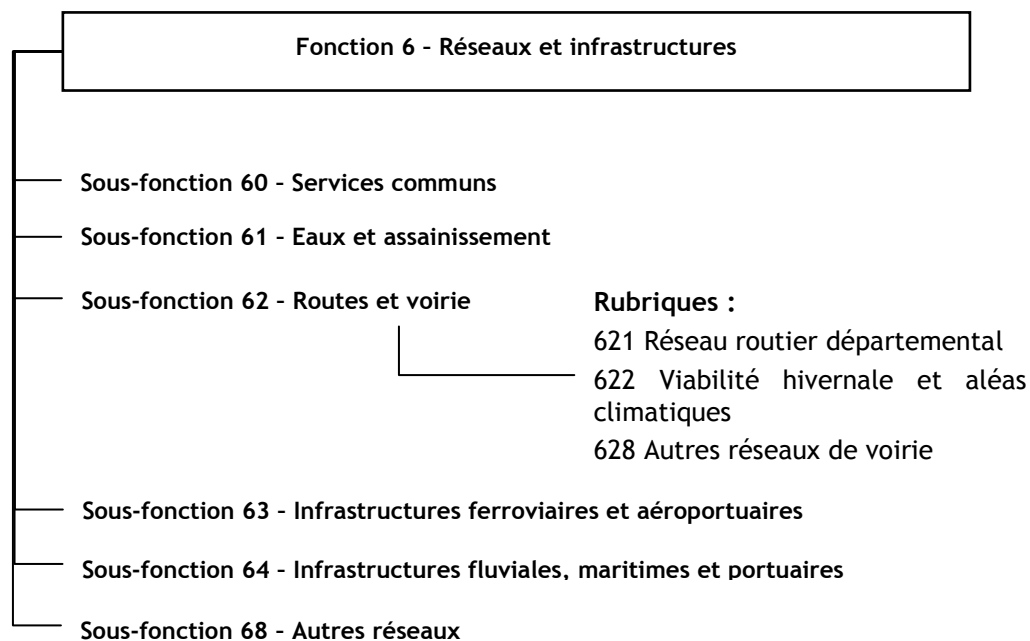 Fonction 6 – Réseaux et infrastructures
Sous-fonction 60 – Services communs
Sous-fonction 61 – Eaux et assainissement
Sous-fonction 62 – Routes et voirie
Rubriques :
621 Réseau routier départemental
622 Viabilité hivernale et aléas
climatiques
628 Autres réseaux de voirie
Sous-fonction 63 – Infrastructures ferroviaires et aéroportuaires
Sous-fonction 64 – Infrastructures fluviales, maritimes et portuaires
Sous-fonction 68 – Autres réseaux